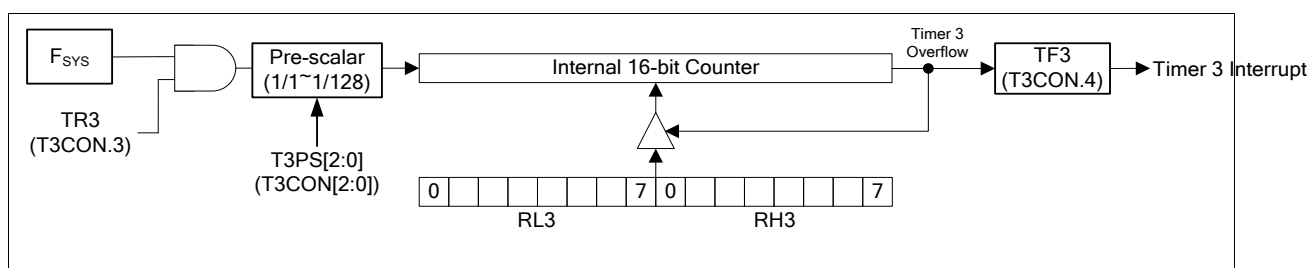 FSYS
TR3
(T3CON.3)
Pre-scalar
(1/1~1/128)
T3PS[2:0]
(T3CON[2:0])
Internal 16-bit Counter
Timer 3
Overflow
TF3
(T3CON.4)
Timer 3 Interrupt
0 7 0 7
RL3 RH3